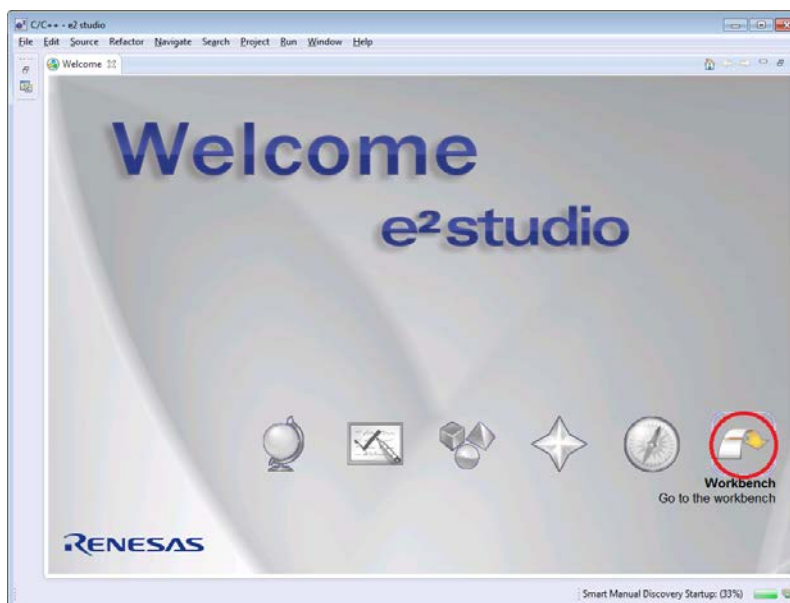 C/C++ - e2 studio
File Edit Source Refactor Navigate Search Project Run Window Help
Welcome
Welcome
e²studio
Workbench
Go to the workbench
RENESAS
Smart Manual Discovery Startup: (33%)